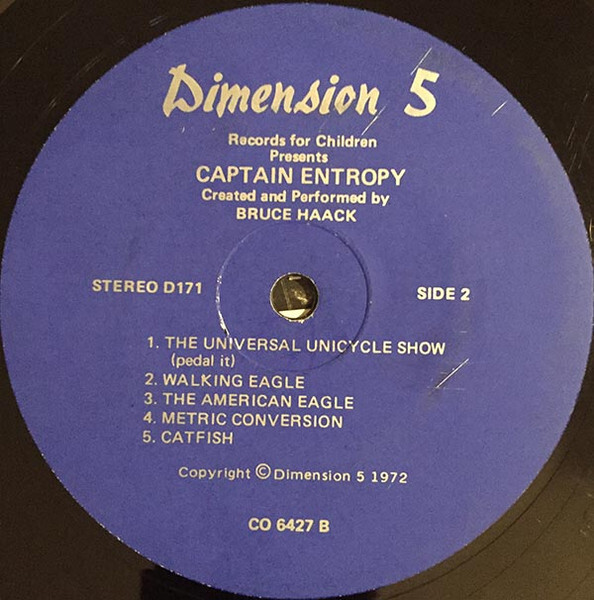 Dimension 5
Records for Children
Presents
CAPTAIN ENTROPY
Created and Performed by
BRUCE HAACK
STEREO D171
SIDE 2
1. THE UNIVERSAL UNICYCLE SHOW
(pedal it)
2. WALKING EAGLE
3. THE AMERICAN EAGLE
4. METRIC CONVERSION
5. CATFISH
Copyright © Dimension 5 1972
CO 6427 B